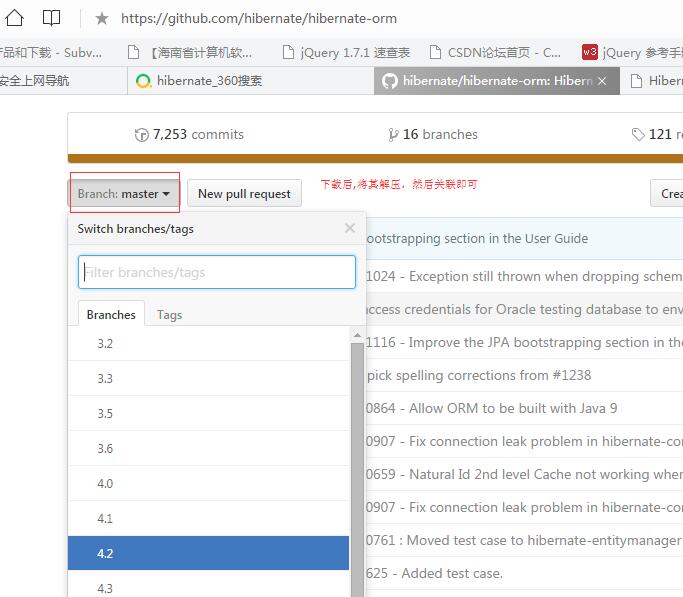 https://github.com/hibernate/hibernate-orm
产品和下载 - Subv...
【海南省计算机软...
jQuery 1.7.1 速查表
CSDN论坛首页 - C...
w3 jQuery 参考手
安全上网导航
hibernate_360搜索
hibernate/hibernate-orm: Hibern
Hiber
7,253 commits
16 branches
121 r
Branch: master
New pull request
下载后,将其解压，然后关联即可
Crea
Switch branches/tags
ootstrapping section in the User Guide
Filter branches/tags
1024 - Exception still thrown when dropping schem
Branches
Tags
ccess credentials for Oracle testing database to env
3.2
1116 - Improve the JPA bootstrapping section in the
3.3
pick spelling corrections from #1238
3.5
0864 - Allow ORM to be built with Java 9
3.6
0907 - Fix connection leak problem in hibernate-cor
4.0
0659 - Natural Id 2nd level Cache not working wher
4.1
0907 - Fix connection leak problem in hibernate-cor
4.2
0761 : Moved test case to hibernate-entitymanager
4.3
625 - Added test case.